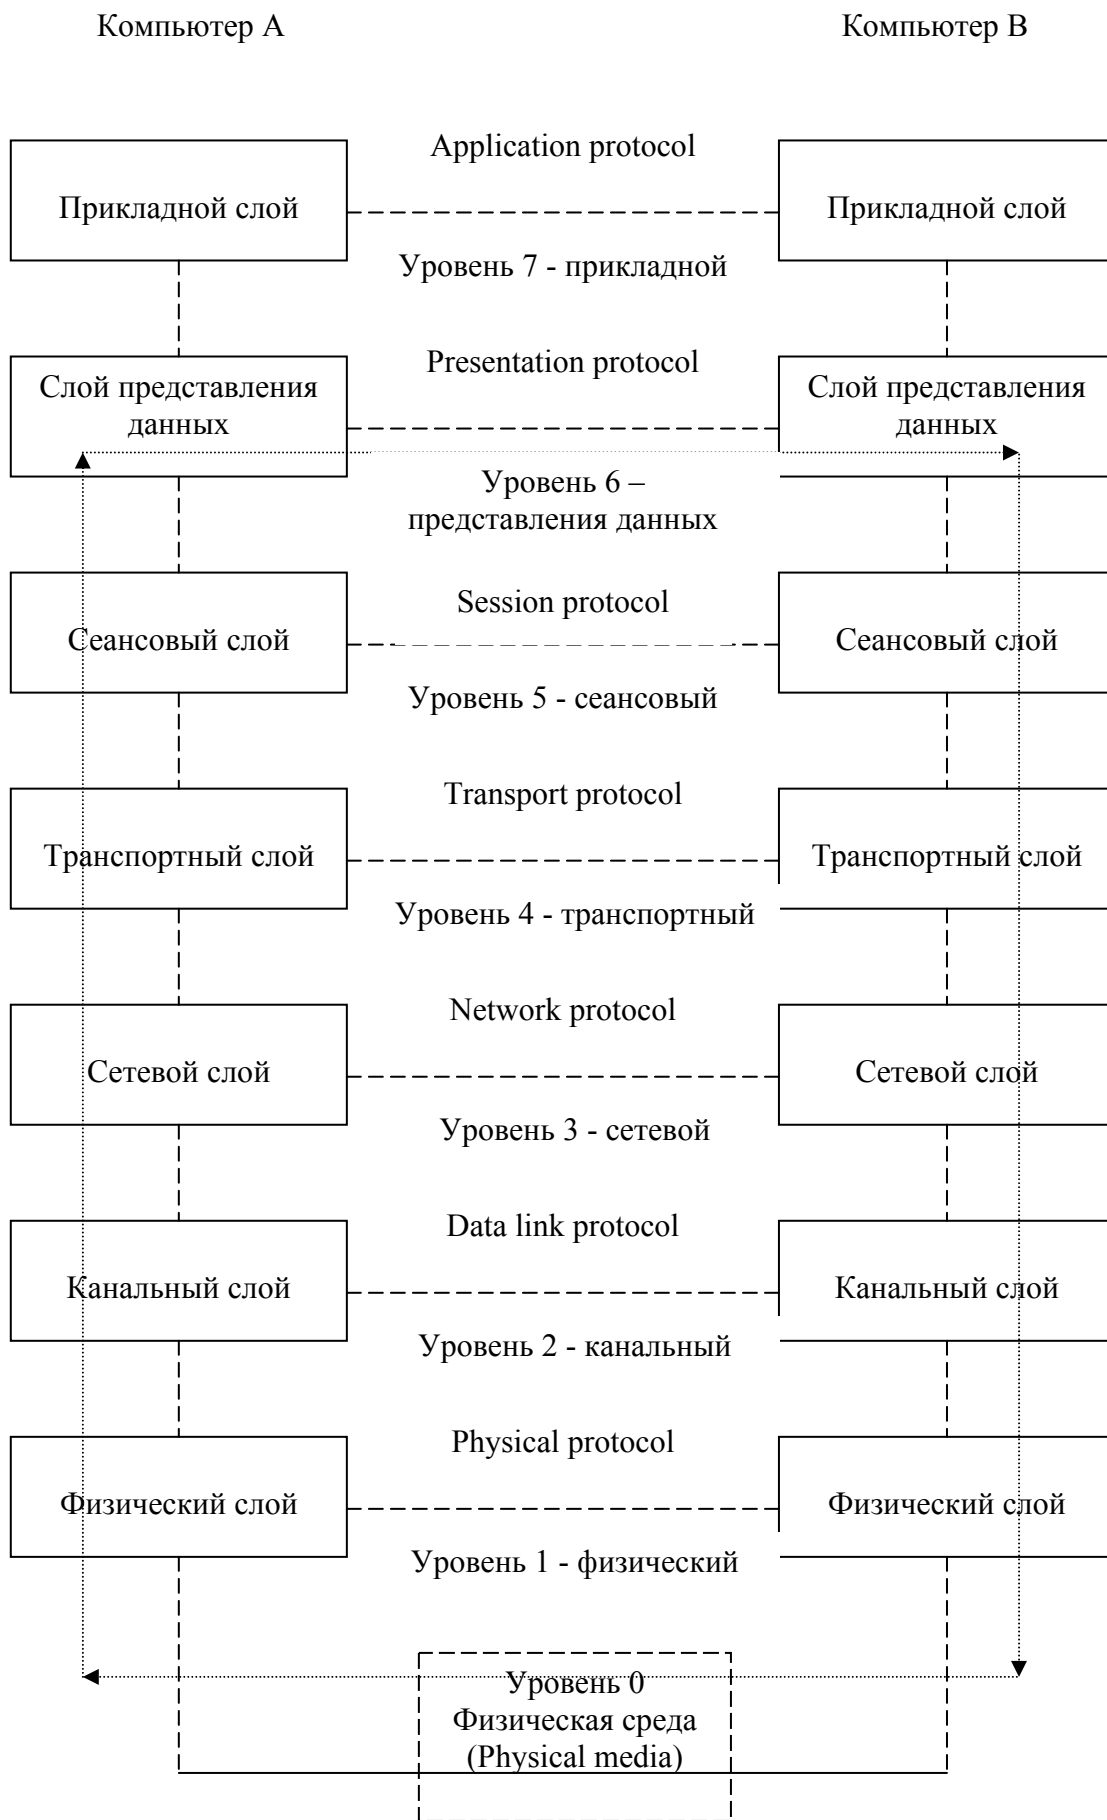 Компьютер А
Компьютер В
Application protocol
Прикладной слой
Прикладной слой
Уровень 7 - прикладной
Presentation protocol
Слой представления
данных
Слой представления
данных
Уровень 6 –
представления данных
Session protocol
Сеансовый слой
Сеансовый слой
Уровень 5 - сеансовый
Transport protocol
Транспортный слой
Транспортный слой
Уровень 4 - транспортный
Network protocol
Сетевой слой
Сетевой слой
Уровень 3 - сетевой
Data link protocol
Канальный слой
Канальный слой
Уровень 2 - канальный
Physical protocol
Физический слой
Физический слой
Уровень 1 - физический
Уровень 0
Физическая среда
(Physical media)